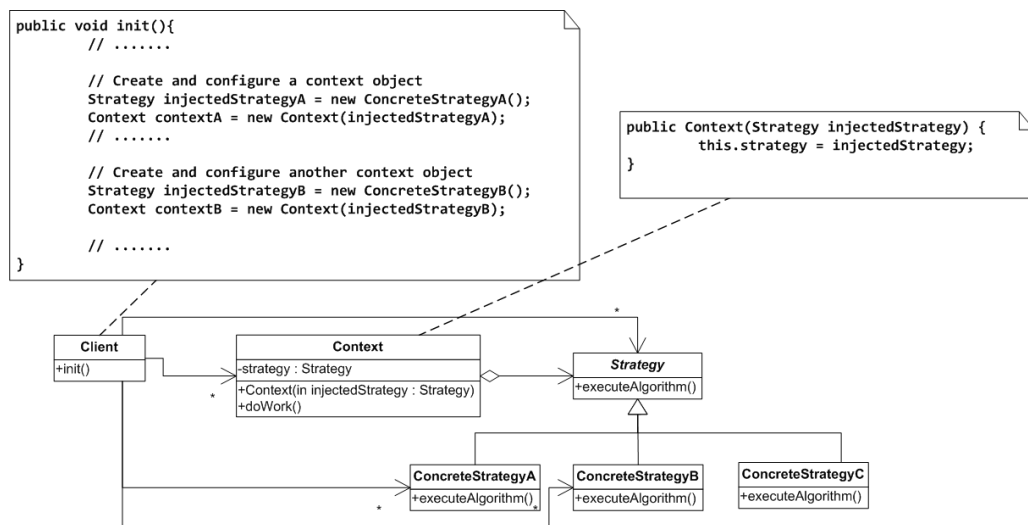 public void init(){
// .......
// Create and configure a context object
Strategy injectedStrategyA = new ConcreteStrategyA();
Context contextA = new Context(injectedStrategyA);
// .......
// Create and configure another context object
Strategy injectedStrategyB = new ConcreteStrategyB();
Context contextB = new Context(injectedStrategyB);
// .......
}
public Context(Strategy injectedStrategy) {
this.strategy = injectedStrategy;
}
*
Client
+init()
*
Context
-strategy : Strategy
+Context(in injectedStrategy : Strategy)
+doWork()
Strategy
+executeAlgorithm()
ConcreteStrategyA
+executeAlgorithm()
*
ConcreteStrategyB
+executeAlgorithm()
*
ConcreteStrategyC
+executeAlgorithm()